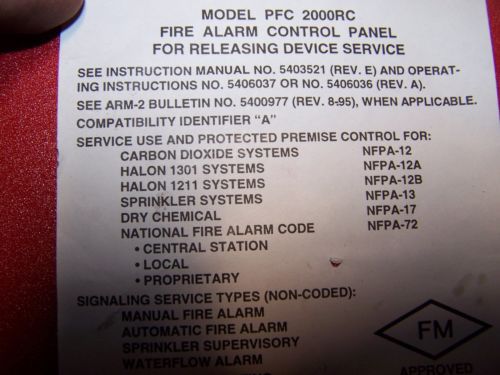 MODEL PFC 2000RC
FIRE ALARM CONTROL PANEL
FOR RELEASING DEVICE SERVICE
SEE INSTRUCTION MANUAL NO. 5403521 (REV. E) AND OPERAT-
ING INSTRUCTIONS NO. 5406037 OR NO. 5406036 (REV. A).
SEE ARM-2 BULLETIN NO. 5400977 (REV. 8-95), WHEN APPLICABLE.
COMPATIBILITY IDENTIFIER "A"
SERVICE USE AND PROTECTED PREMISE CONTROL FOR:
CARBON DIOXIDE SYSTEMS NFPA-12
HALON 1301 SYSTEMS NFPA-12A
HALON 1211 SYSTEMS NFPA-12B
SPRINKLER SYSTEMS NFPA-13
DRY CHEMICAL NFPA-17
NATIONAL FIRE ALARM CODE NFPA-72
• CENTRAL STATION
• LOCAL
• PROPRIETARY
SIGNALING SERVICE TYPES (NON-CODED):
MANUAL FIRE ALARM
AUTOMATIC FIRE ALARM
SPRINKLER SUPERVISORY
WATERFLOW ALARM
FM
APPROVED